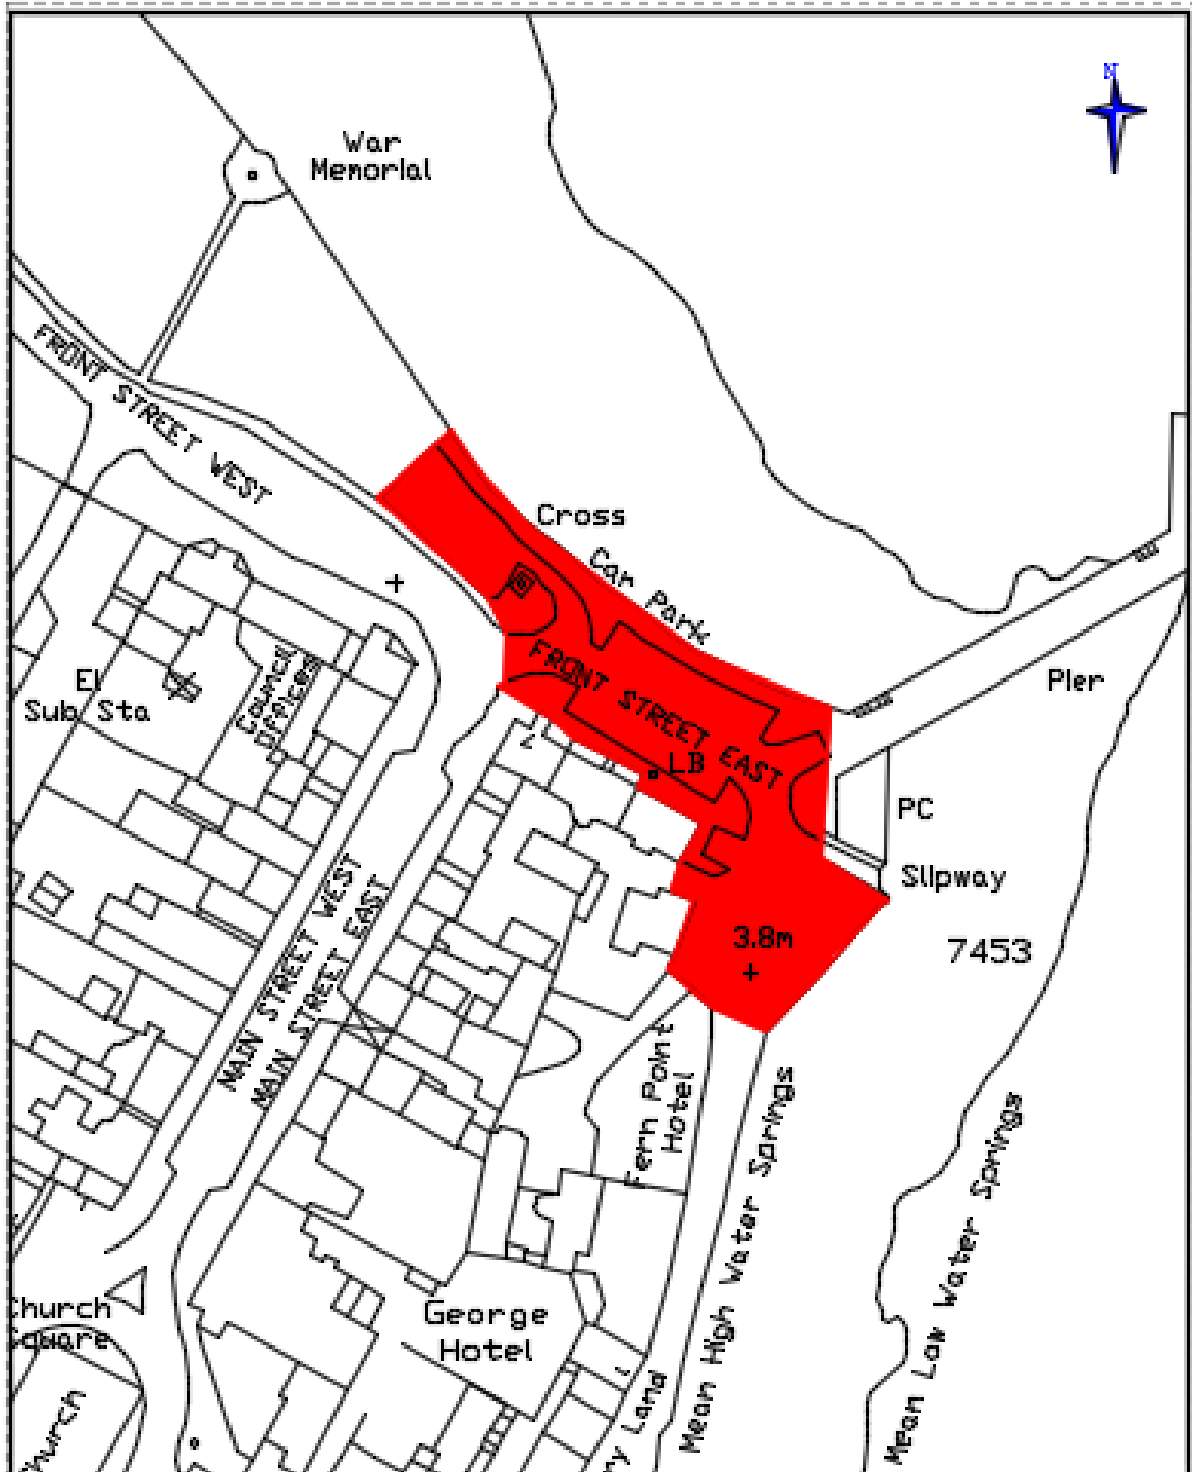 N
War
Memorial
FRONT STREET WEST
Cross
Car Park
FRONT STREET EAST
LB
El
Sub Sta
Council
Offices
Pier
PC
Slipway
3.8m
7453
MAIN STREET WEST
MAIN STREET EAST
Fern Point
Hotel
Mean High Water Springs
Mean Low Water Springs
George
Hotel
Church
Square
Church
Land